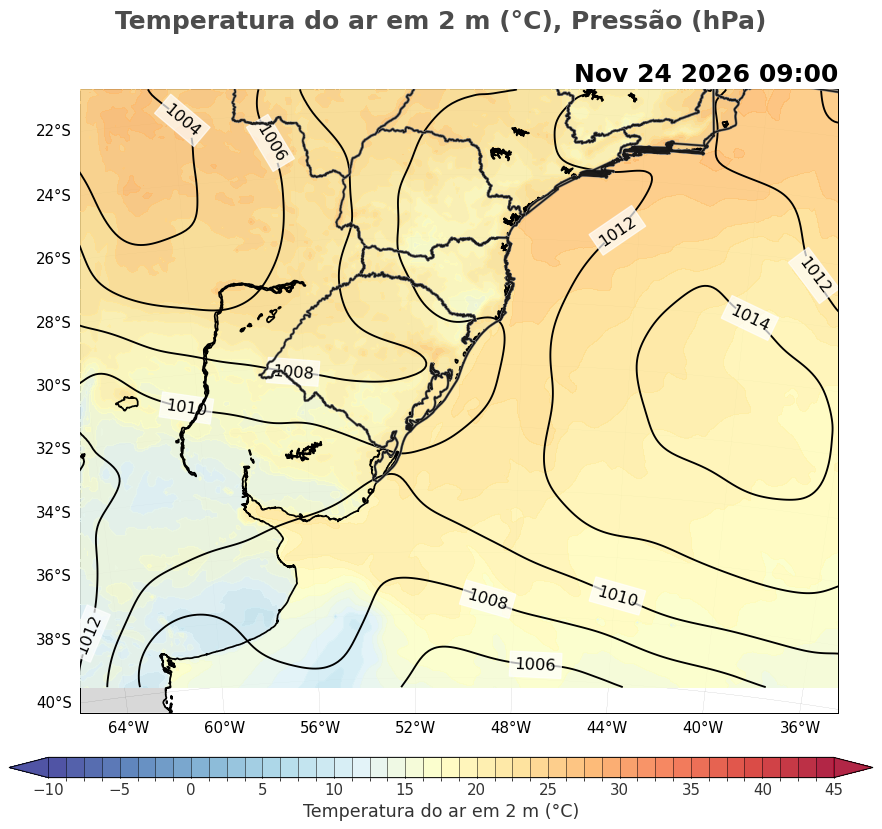 Temperatura do ar em 2 m (°C), Pressão (hPa)
Nov 24 2026 09:00
1004
1006
1012
1012
1014
1008
1010
1008
1010
1012
1006
22°S
24°S
26°S
28°S
30°S
32°S
34°S
36°S
38°S
40°S
64°W 60°W 56°W 52°W 48°W 44°W 40°W 36°W
−10 −5 0 5 10 15 20 25 30 35 40 45
Temperatura do ar em 2 m (°C)